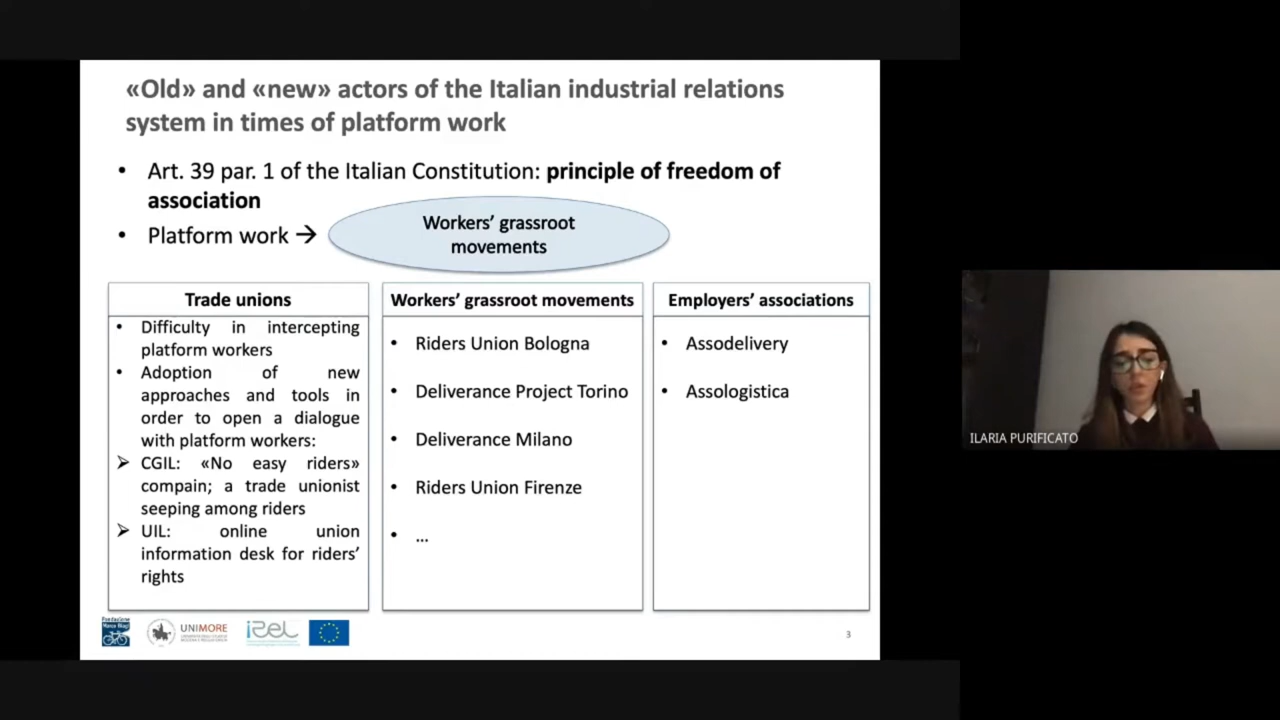 «Old» and «new» actors of the Italian industrial relations
system in times of platform work
• Art. 39 par. 1 of the Italian Constitution: principle of freedom of
association
• Platform work →
Workers’ grassroot
movements
Trade unions
• Difficulty in intercepting
platform workers
• Adoption of new
approaches and tools in
order to open a dialogue
with platform workers:
➢ CGIL: «No easy riders»
compain; a trade unionist
seeping among riders
➢ UIL: online union
information desk for riders’
rights
Workers’ grassroot movements
• Riders Union Bologna
• Deliverance Project Torino
• Deliverance Milano
• Riders Union Firenze
• ...
Employers’ associations
• Assodelivery
• Assologistica
Fondazione
Marco Biagi
UNIMORE
3
ILARIA PURIFICATO